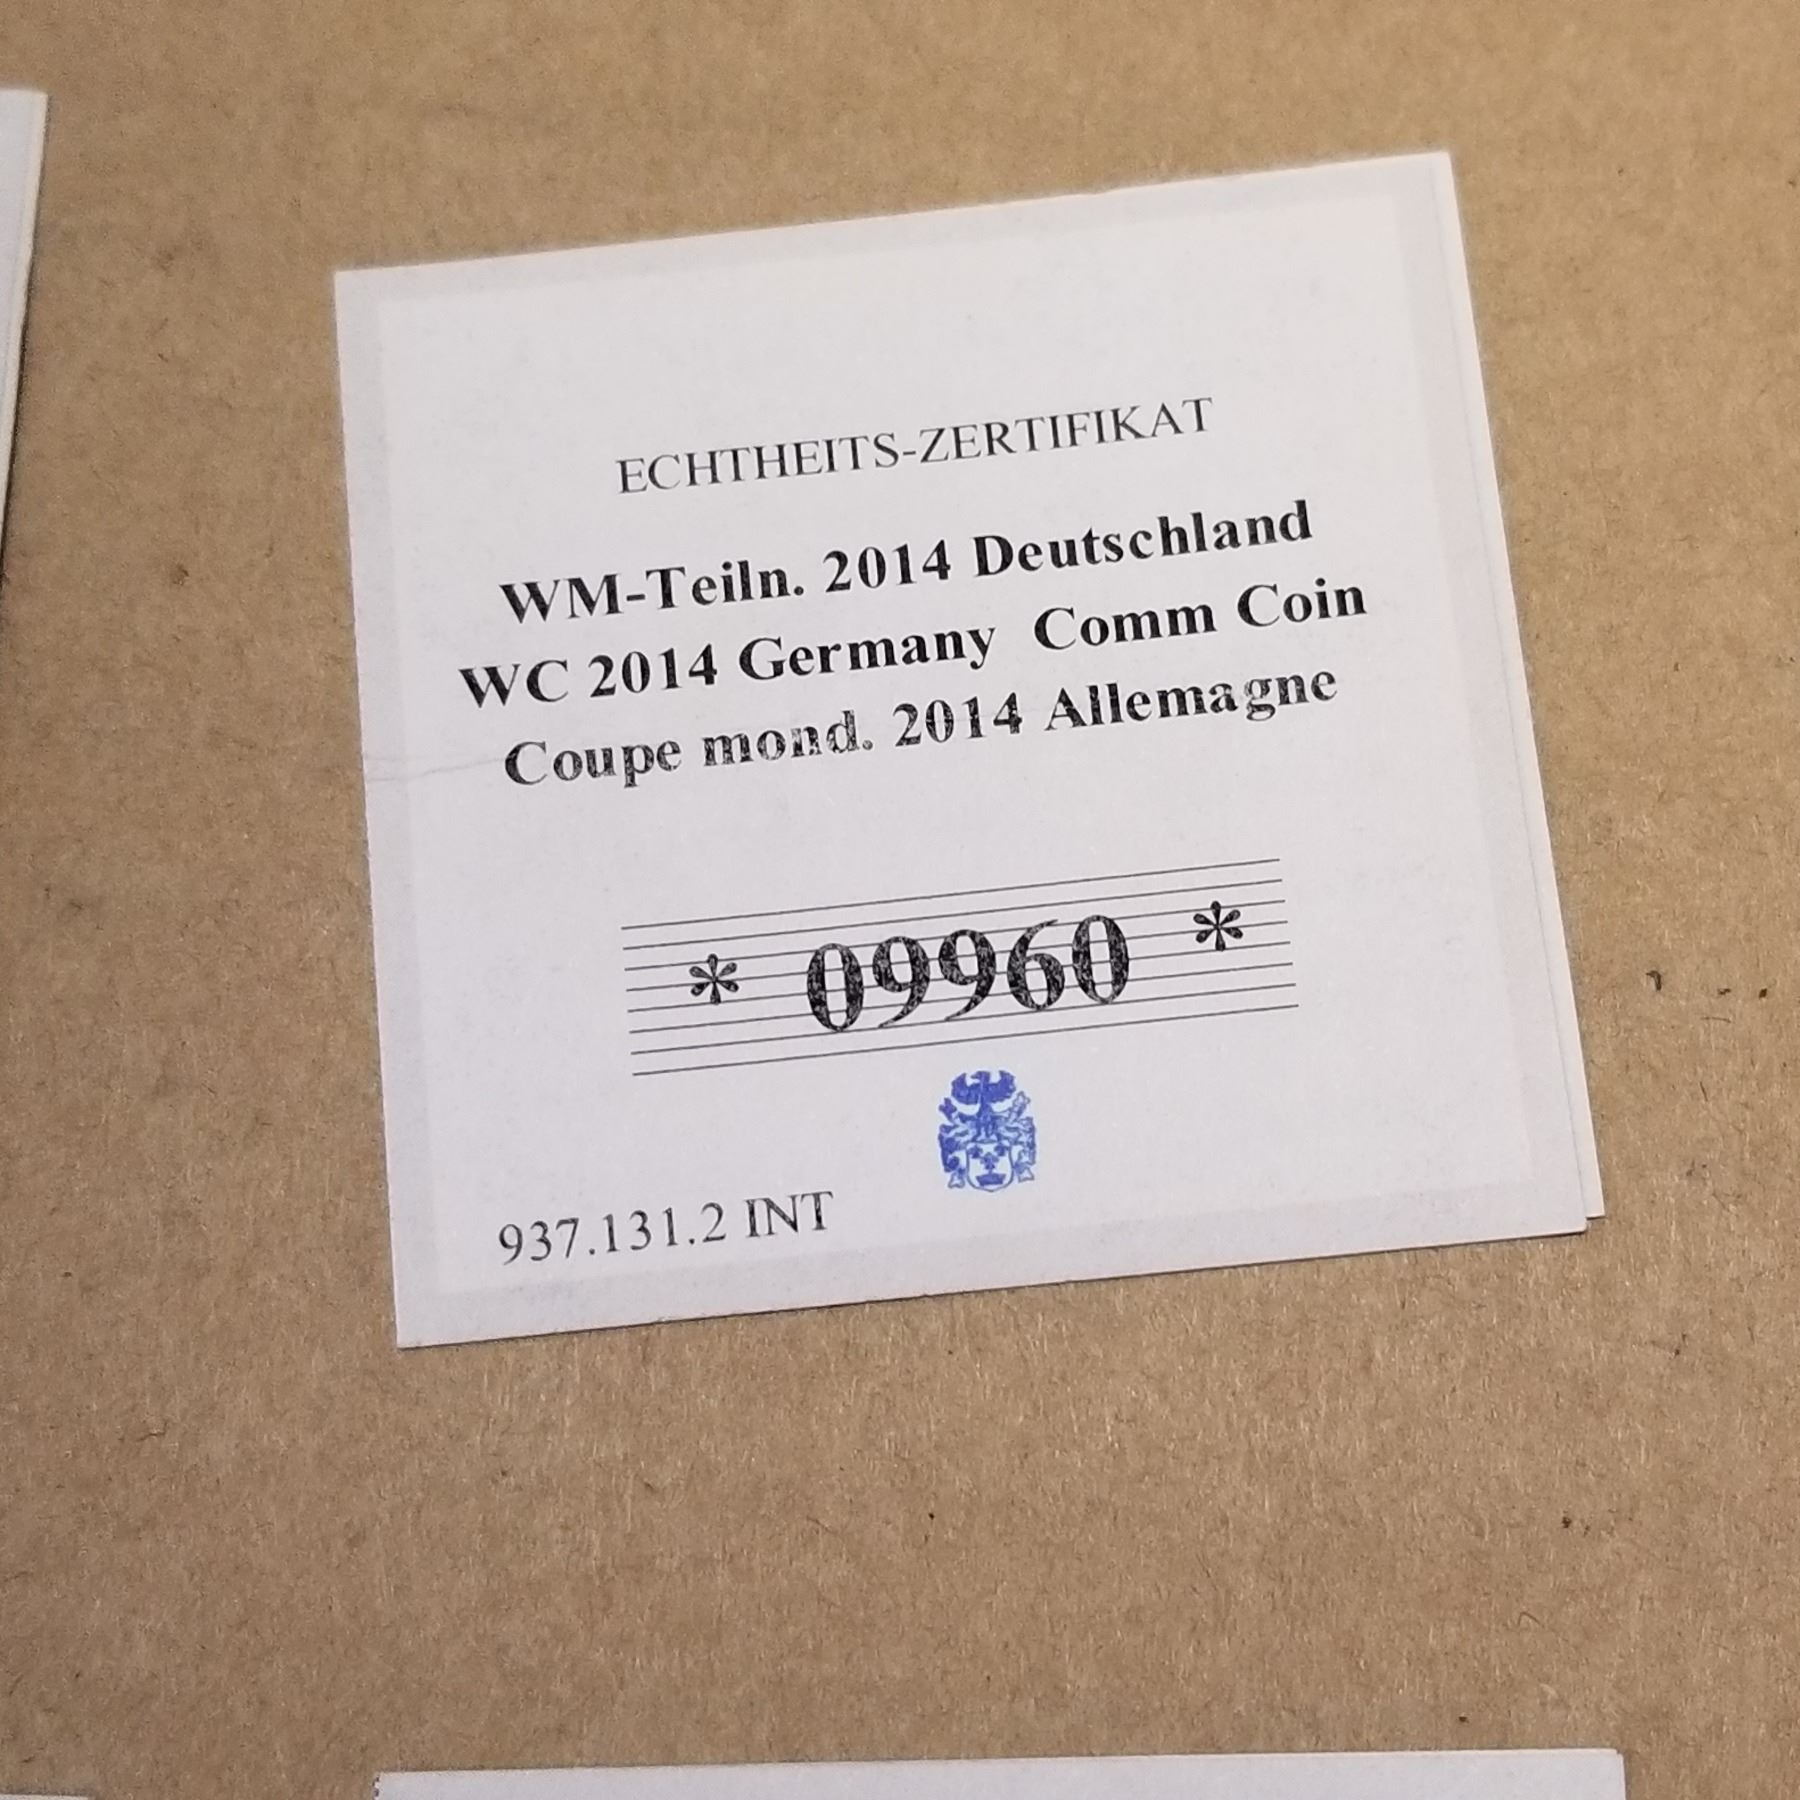 ECHTHEITS-ZERTIFIKAT
WM-Teiln. 2014 Deutschland
WC 2014 Germany  Comm Coin
Coupe mond. 2014 Allemagne
* 09960 *
937.131.2 INT